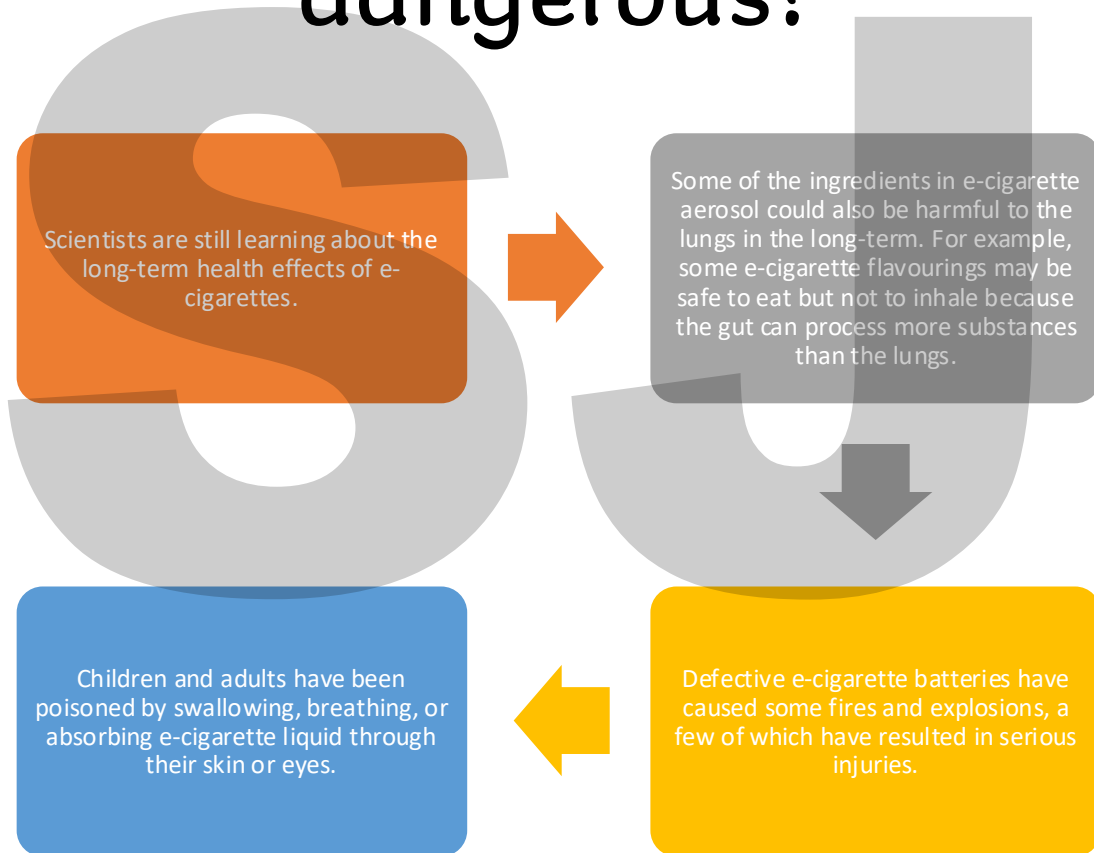 dangerous?
Scientists are still learning about the
long-term health effects of e-
cigarettes.
Some of the ingredients in e-cigarette
aerosol could also be harmful to the
lungs in the long-term. For example,
some e-cigarette flavourings may be
safe to eat but not to inhale because
the gut can process more substances
than the lungs.
Defective e-cigarette batteries have
caused some fires and explosions, a
few of which have resulted in serious
injuries.
Children and adults have been
poisoned by swallowing, breathing, or
absorbing e-cigarette liquid through
their skin or eyes.
SJ